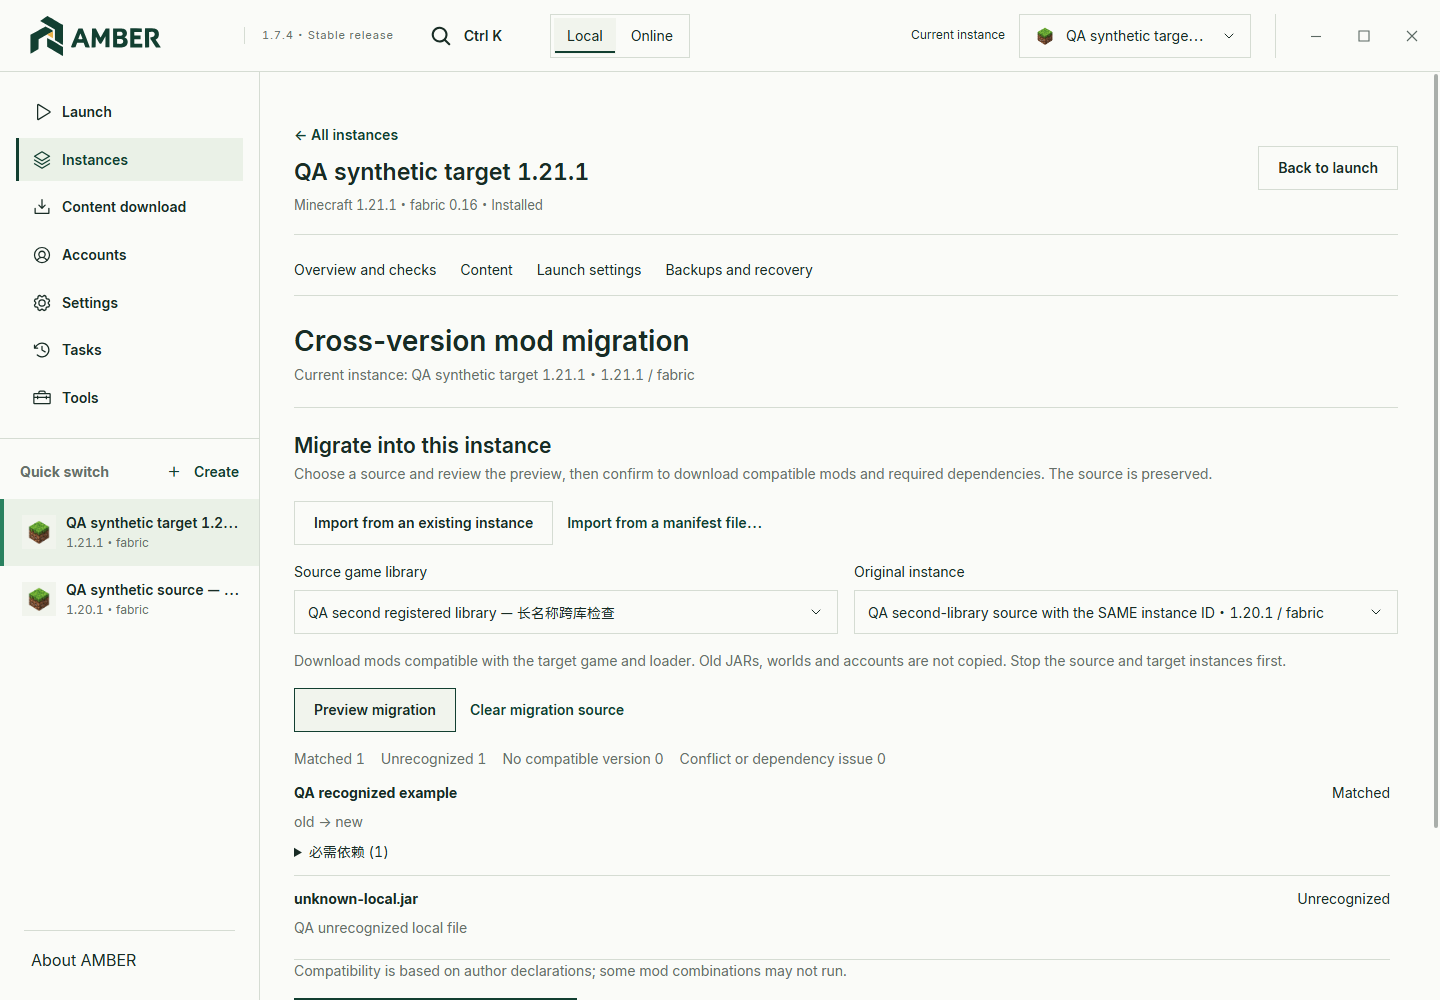 AMBER
1.7.4 • Stable release
Ctrl K
Local
Online
Current instance
QA synthetic targe...
Launch
Instances
Content download
Accounts
Settings
Tasks
Tools
Quick switch
+ Create
QA synthetic target 1.2...
1.21.1 • fabric
QA synthetic source — ...
1.20.1 • fabric
About AMBER
← All instances
QA synthetic target 1.21.1
Minecraft 1.21.1 • fabric 0.16 • Installed
Back to launch
Overview and checks
Content
Launch settings
Backups and recovery
Cross-version mod migration
Current instance: QA synthetic target 1.21.1 • 1.21.1 / fabric
Migrate into this instance
Choose a source and review the preview, then confirm to download compatible mods and required dependencies. The source is preserved.
Import from an existing instance
Import from a manifest file...
Source game library
Original instance
QA second registered library — 长名称跨库检查
QA second-library source with the SAME instance ID • 1.20.1 / fabric
Download mods compatible with the target game and loader. Old JARs, worlds and accounts are not copied. Stop the source and target instances first.
Preview migration
Clear migration source
Matched 1
Unrecognized 1
No compatible version 0
Conflict or dependency issue 0
QA recognized example
Matched
old → new
▶ 必需依赖 (1)
unknown-local.jar
Unrecognized
QA unrecognized local file
Compatibility is based on author declarations; some mod combinations may not run.